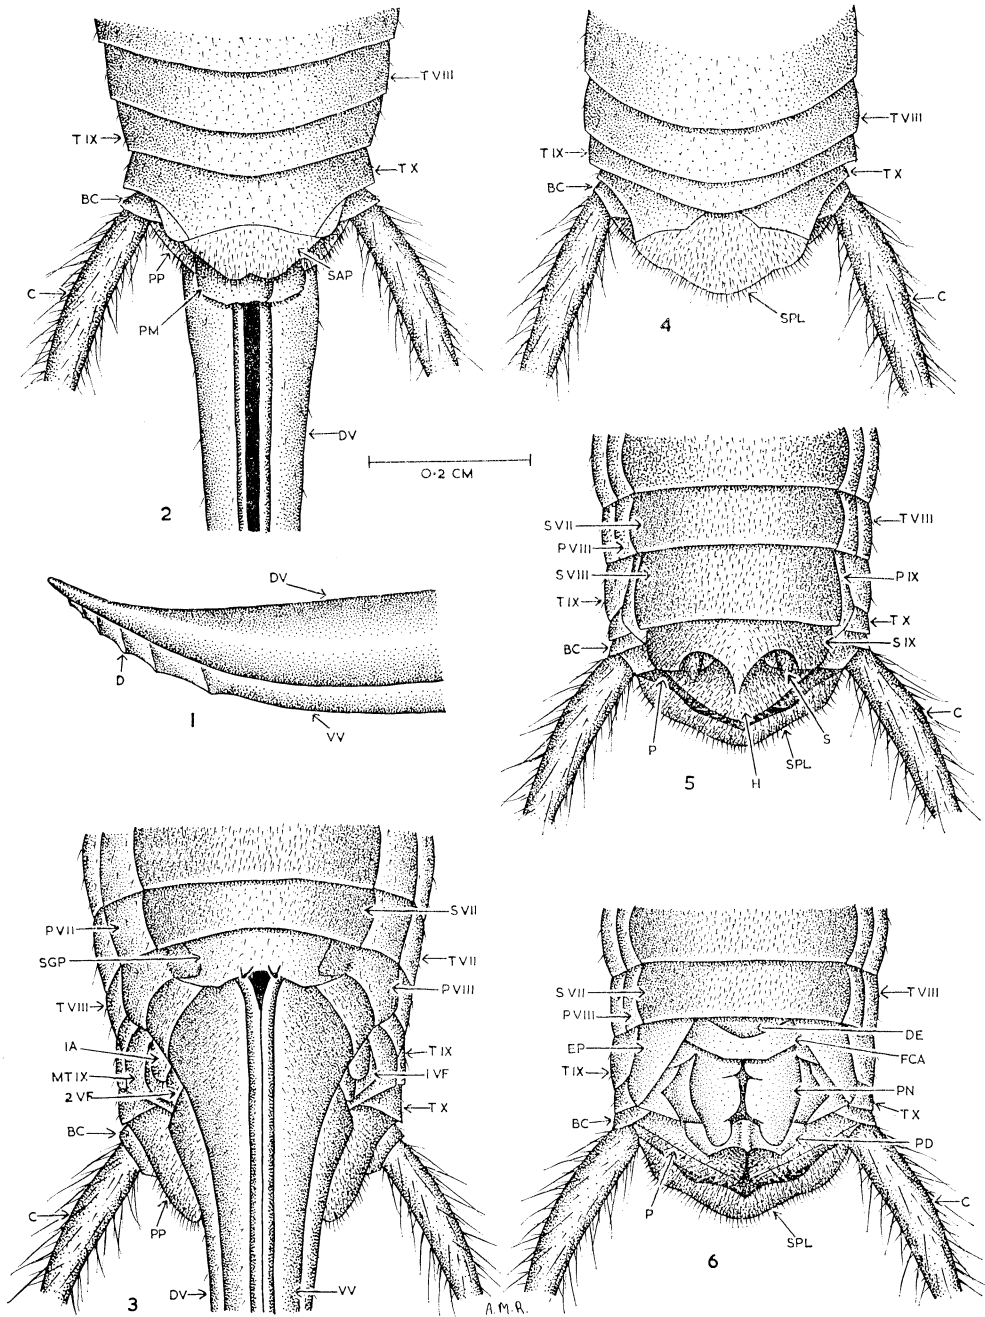 T VIII
T IX
T X
BC
PP
SAP
C
PM
DV
2
O·2 CM
T VIII
T IX
BC
T X
C
SPL
4
DV
D
1
VV
S VII
T VIII
P VIII
S VIII
P IX
T IX
T X
S IX
BC
C
P
S
SPL
H
5
S VII
P VII
SGP
T VII
P VIII
T VIII
IA
T IX
MT IX
1 VF
2 VF
T X
BC
C
PP
DV
VV
3
A.M.R.
S VII
T VIII
P VIII
DE
EP
FCA
T IX
PN
T X
BC
PD
C
P
SPL
6